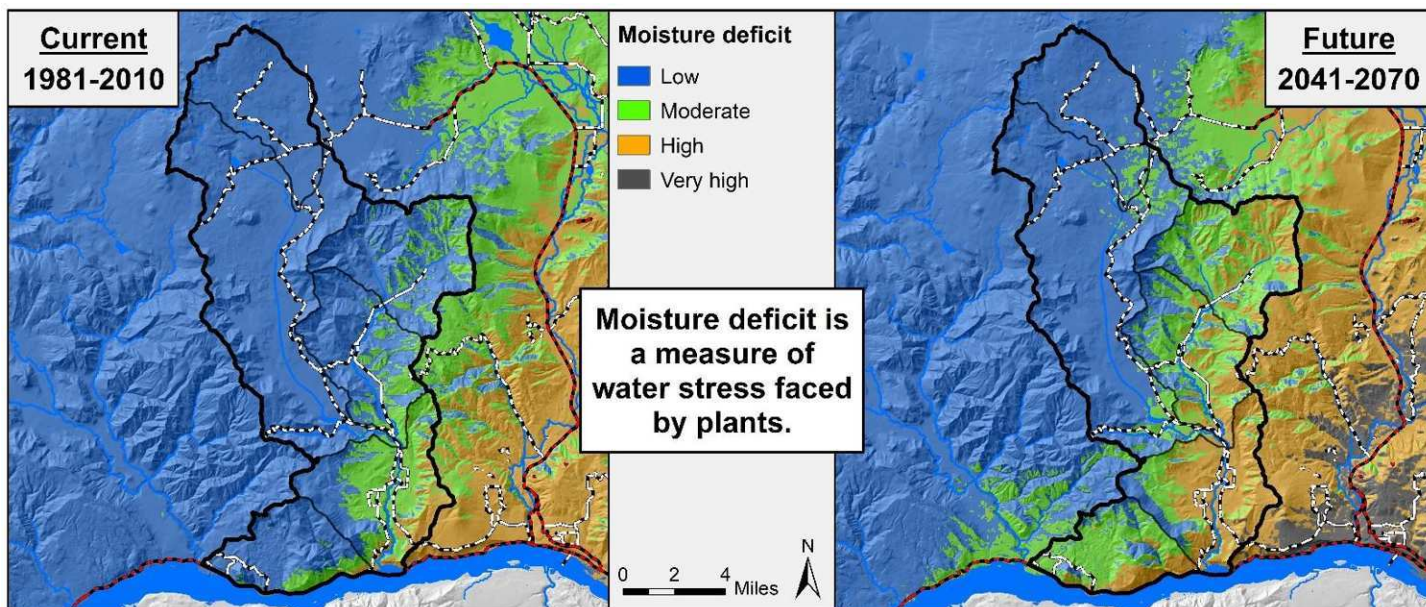 Current
1981-2010
Moisture deficit
Low
Moderate
High
Very high
Future
2041-2070
Moisture deficit is
a measure of
water stress faced
by plants.
N
0 2 4
Miles